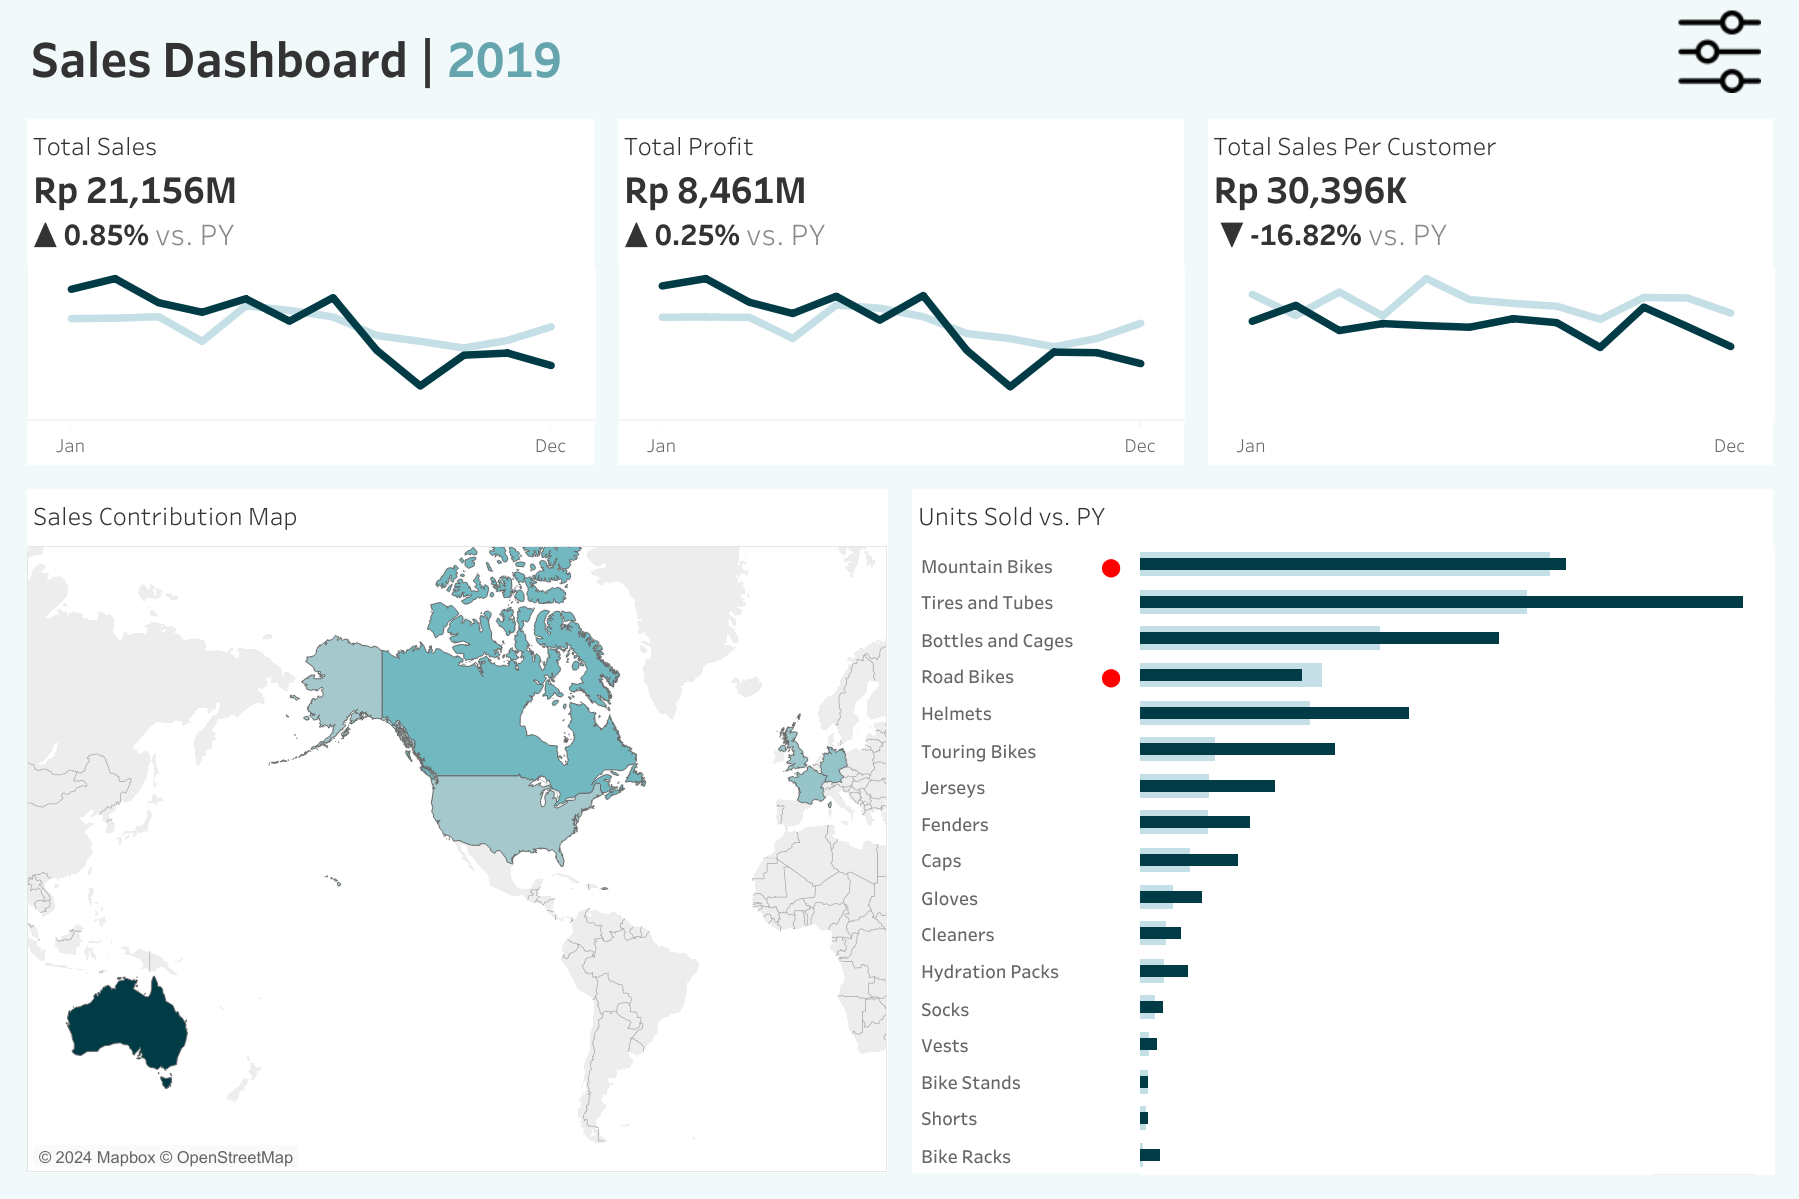 Sales Dashboard | 2019
Total Sales
Rp 21,156M
▲ 0.85% vs. PY
Jan Dec
Total Profit
Rp 8,461M
▲ 0.25% vs. PY
Jan Dec
Total Sales Per Customer
Rp 30,396K
▼ -16.82% vs. PY
Jan Dec
Sales Contribution Map
© 2024 Mapbox © OpenStreetMap
Units Sold vs. PY
Mountain Bikes
Tires and Tubes
Bottles and Cages
Road Bikes
Helmets
Touring Bikes
Jerseys
Fenders
Caps
Gloves
Cleaners
Hydration Packs
Socks
Vests
Bike Stands
Shorts
Bike Racks